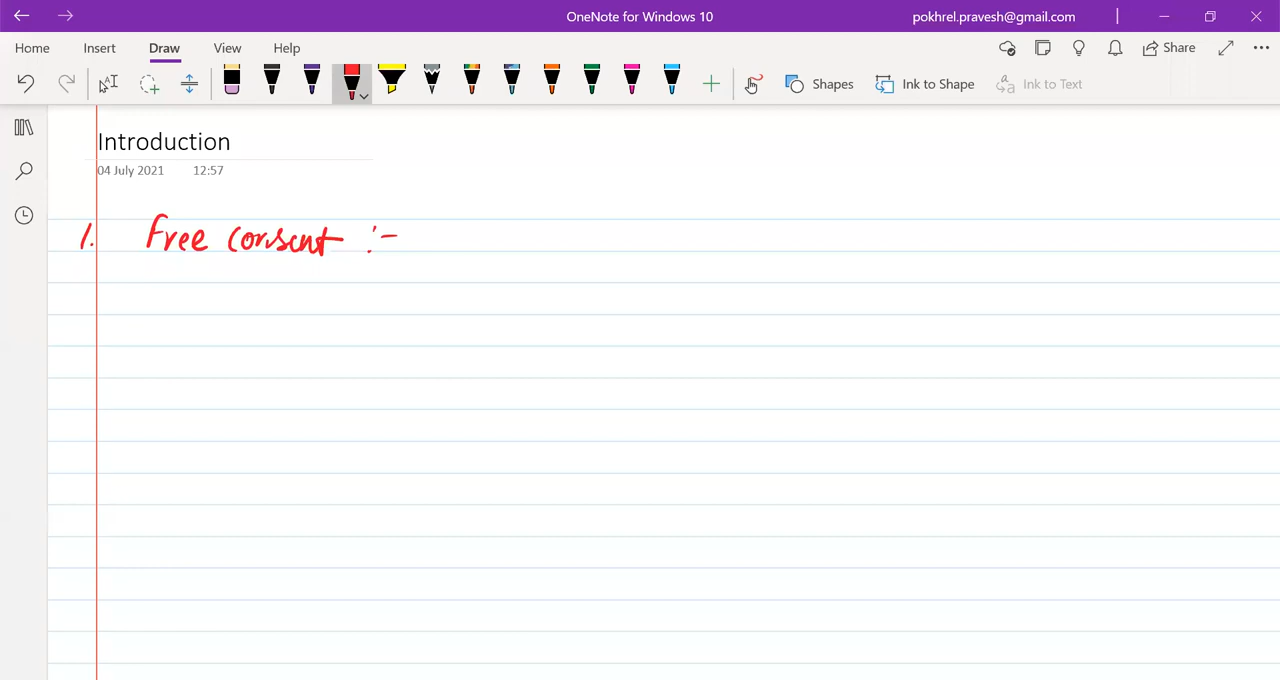 OneNote for Windows 10
pokhrel.pravesh@gmail.com
Home Insert Draw View Help
Share
Shapes Ink to Shape Ink to Text
Introduction
04 July 2021 12:57
1. Free consent :-